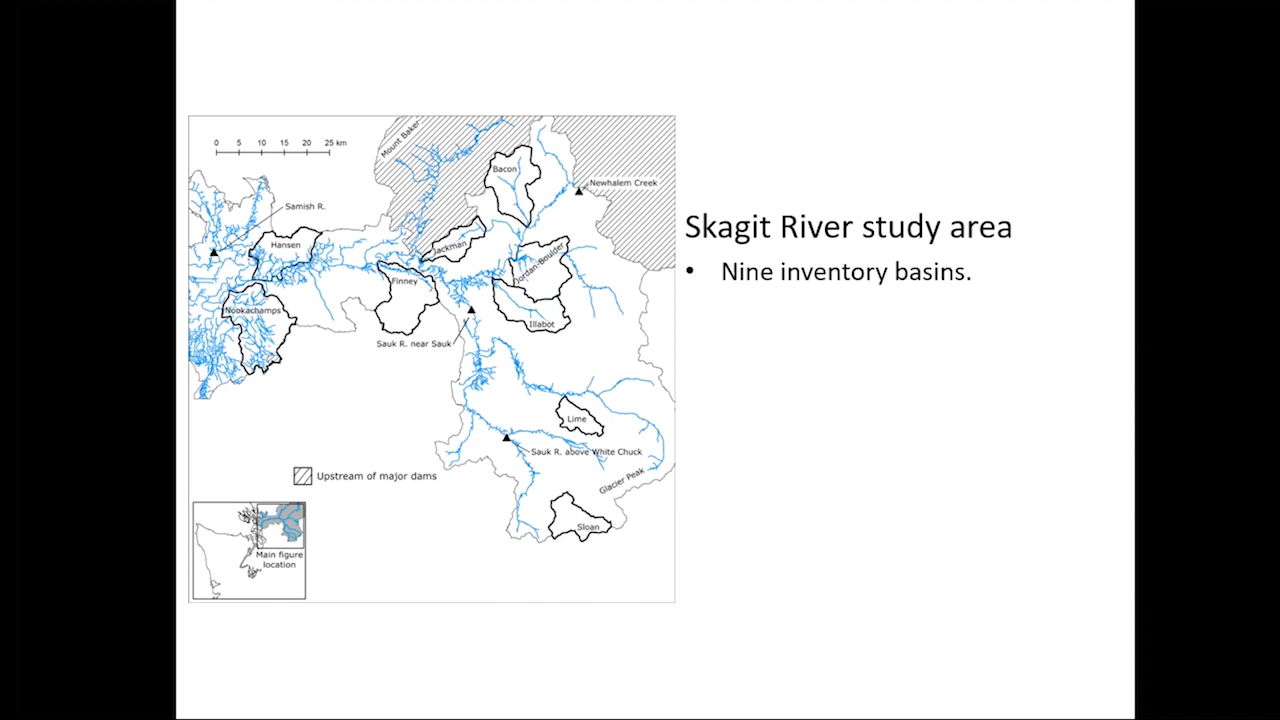 Skagit River study area
• Nine inventory basins.
0 5 10 15 20 25 km
Mount Baker
Bacon
Newhalem Creek
Samish R.
Hansen
Jackman
Jordan-Boulder
Finney
Nookachamps
Illabot
Sauk R. near Sauk
Lime
Sauk R. above White Chuck
Upstream of major dams
Glacier Peak
Sloan
Main figure
location